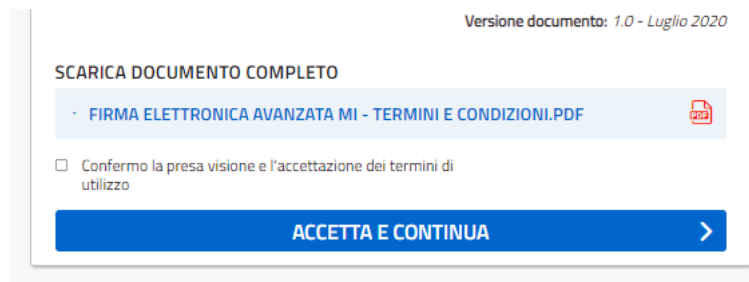 Versione documento: 1.0 - Luglio 2020
SCARICA DOCUMENTO COMPLETO
· FIRMA ELETTRONICA AVANZATA MI - TERMINI E CONDIZIONI.PDF
PDF
Confermo la presa visione e l'accettazione dei termini di
utilizzo
ACCETTA E CONTINUA